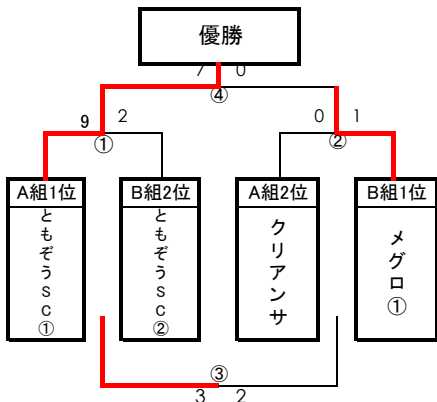 優勝
7 0
④
9 2
①
0 1
②
A組1位
ともぞうSC①
B組2位
ともぞうSC②
A組2位
クリアンサ
B組1位
メグロ①
③
3 2